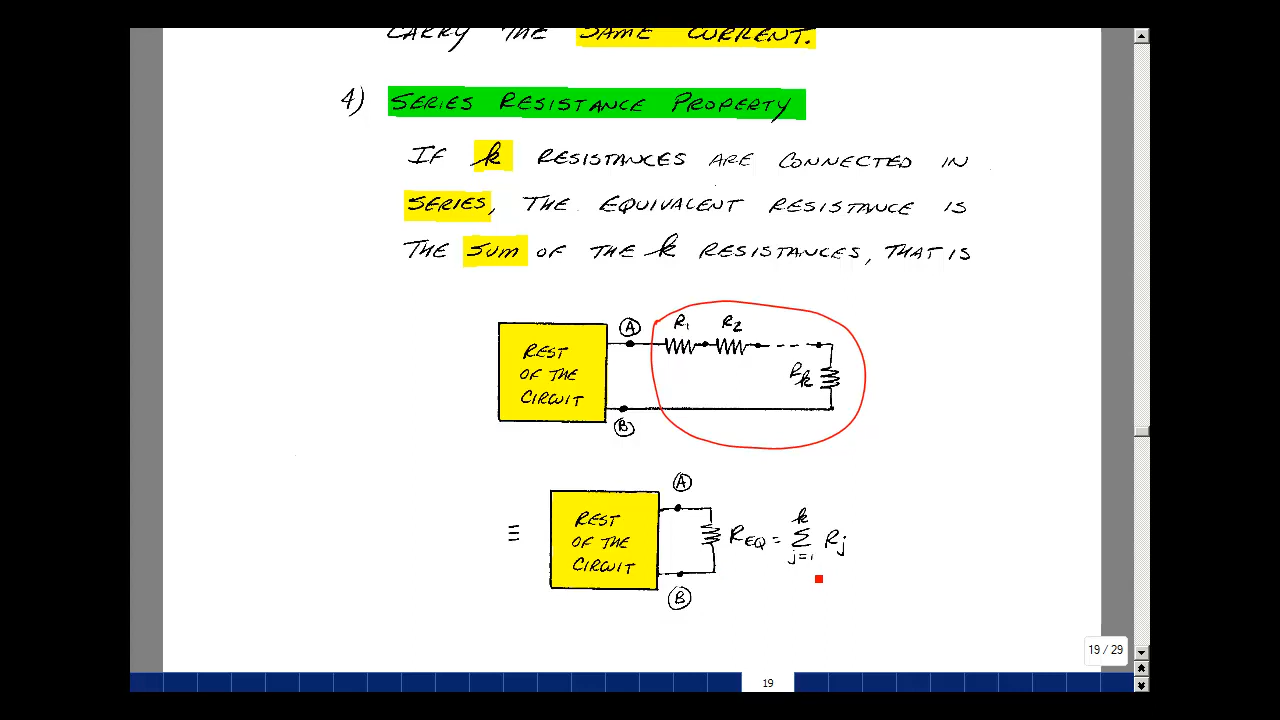 CARRY THE SAME CURRENT.
4) SERIES RESISTANCE PROPERTY
IF k RESISTANCES ARE CONNECTED IN
SERIES, THE EQUIVALENT RESISTANCE IS
THE SUM OF THE k RESISTANCES, THAT IS
A
R1 R2
REST
OF THE
CIRCUIT
Rk
B
A
≡
REST
OF THE
CIRCUIT
REQ = k Σ j=1 Rj
B
19 / 29
19